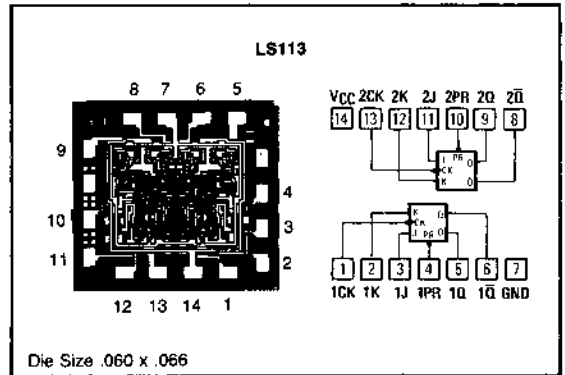 LS113
8 7 6 5
9
4
10
3
11
2
12 13 14 1
VCC 2CK 2K 2J 2PR 2Q 2Q̅
14 13 12 11 10 9 8
J PR Q
CK
K Q̅
K Q̅
CK
J PR Q
1 2 3 4 5 6 7
1CK 1K 1J 1PR 1Q 1Q̅ GND
Die Size .060 x .066